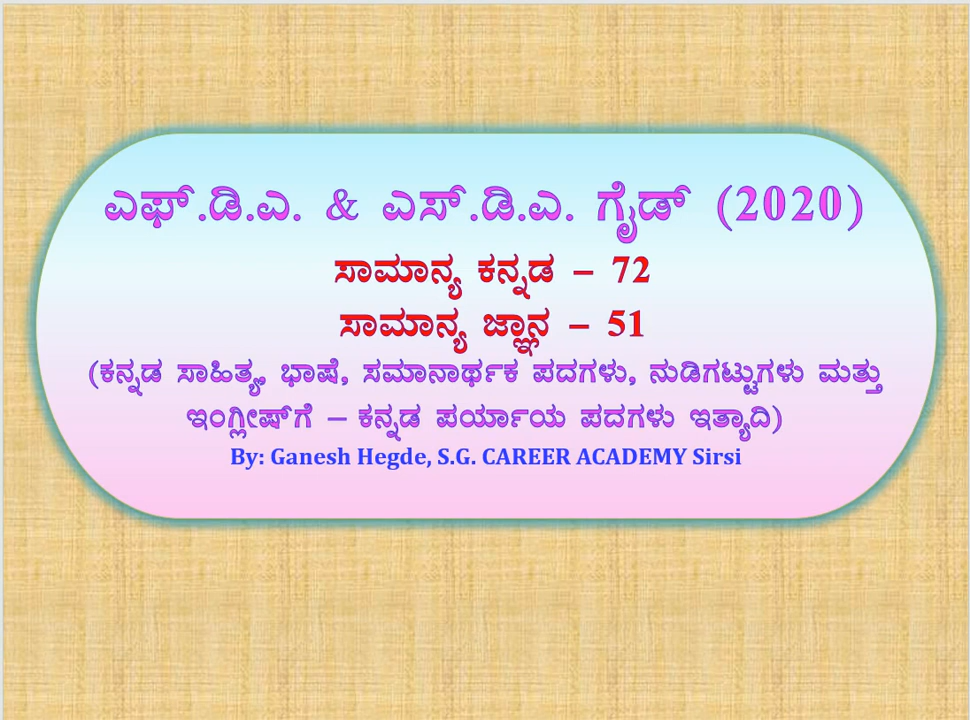 ಎಫ್.ಡಿ.ಎ. & ಎಸ್.ಡಿ.ಎ. ಗೈಡ್ (2020)
ಸಾಮಾನ್ಯ ಕನ್ನಡ – 72
ಸಾಮಾನ್ಯ ಜ್ಞಾನ – 51
(ಕನ್ನಡ ಸಾಹಿತ್ಯ, ಭಾಷೆ, ಸಮಾನಾರ್ಥಕ ಪದಗಳು, ನುಡಿಗಟ್ಟುಗಳು ಮತ್ತು
ಇಂಗ್ಲೀಷ್‌ಗೆ – ಕನ್ನಡ ಪರ್ಯಾಯ ಪದಗಳು ಇತ್ಯಾದಿ)
By: Ganesh Hegde, S.G. CAREER ACADEMY Sirsi